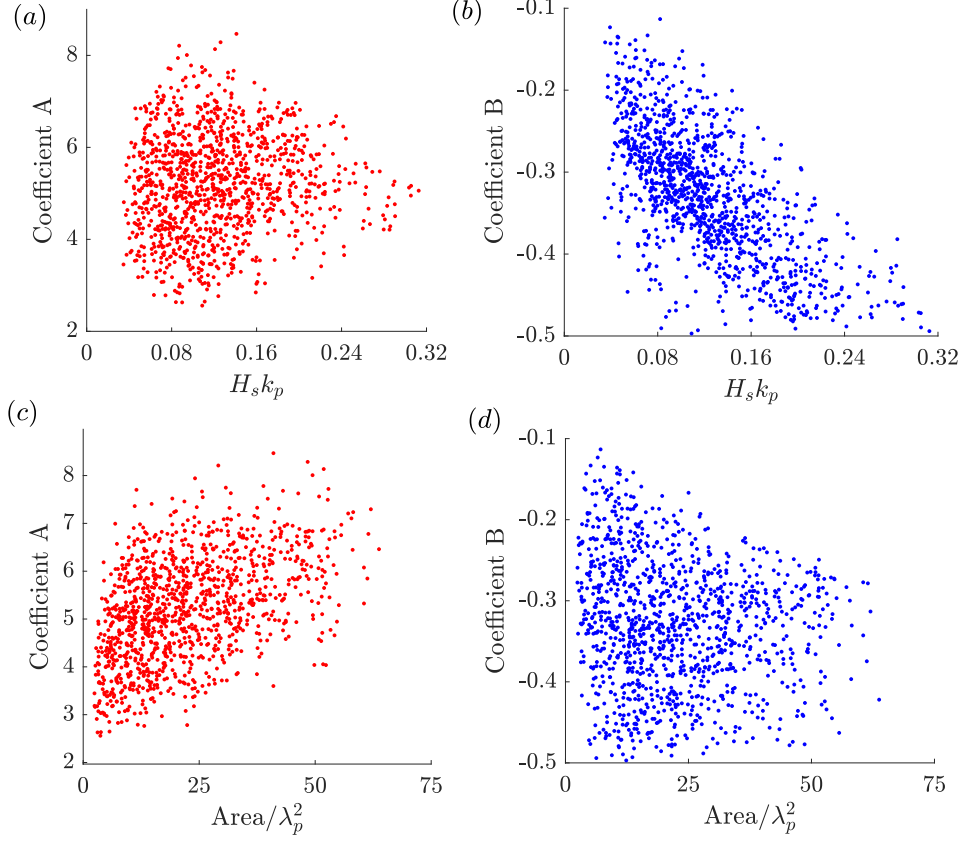 (a)
Coefficient A
8
6
4
2
0 0.08 0.16 0.24 0.32
H_s k_p
(b)
Coefficient B
-0.1
-0.2
-0.3
-0.4
-0.5
0 0.08 0.16 0.24 0.32
H_s k_p
(c)
Coefficient A
8
7
6
5
4
3
2
0 25 50 75
Area/λ_p^2
(d)
Coefficient B
-0.1
-0.2
-0.3
-0.4
-0.5
0 25 50 75
Area/λ_p^2